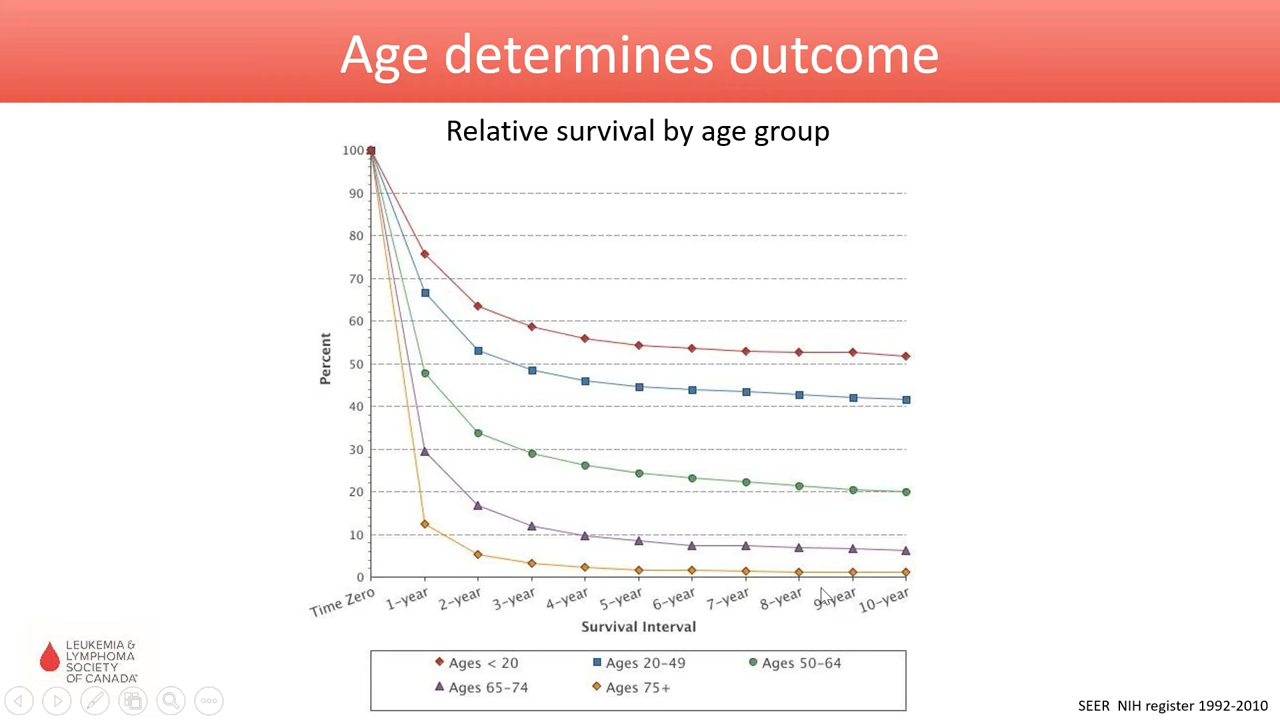 Age determines outcome
Relative survival by age group
100
90
80
70
60
50
40
30
20
10
0
Percent
Time Zero 1-year 2-year 3-year 4-year 5-year 6-year 7-year 8-year 9-year 10-year
Survival Interval
Ages < 20 Ages 20-49 Ages 50-64
Ages 65-74 Ages 75+
LEUKEMIA &
LYMPHOMA
SOCIETY
OF CANADA
SEER NIH register 1992-2010